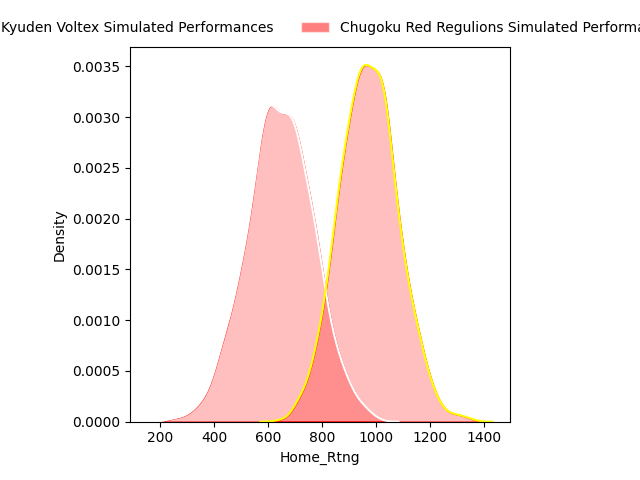 Kyuden Voltex Simulated Performances
Chugoku Red Regulions Simulated Performa
0.0035
0.0030
0.0025
0.0020
0.0015
0.0010
0.0005
0.0000
Density
200 400 600 800 1000 1200 1400
Home_Rtng